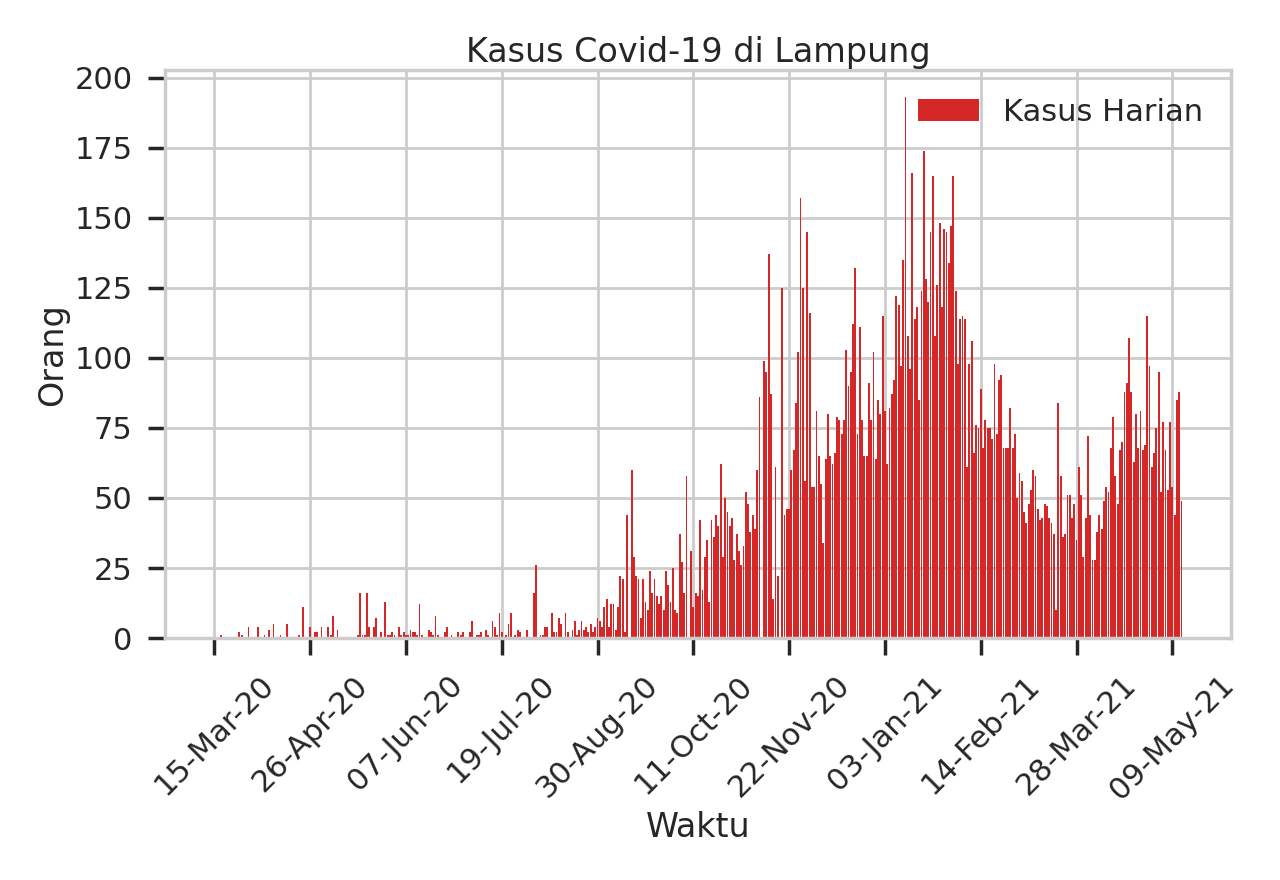 Kasus Covid-19 di Lampung
Kasus Harian
Orang
200
175
150
125
100
75
50
25
0
15-Mar-20
26-Apr-20
07-Jun-20
19-Jul-20
30-Aug-20
11-Oct-20
22-Nov-20
03-Jan-21
14-Feb-21
28-Mar-21
09-May-21
Waktu